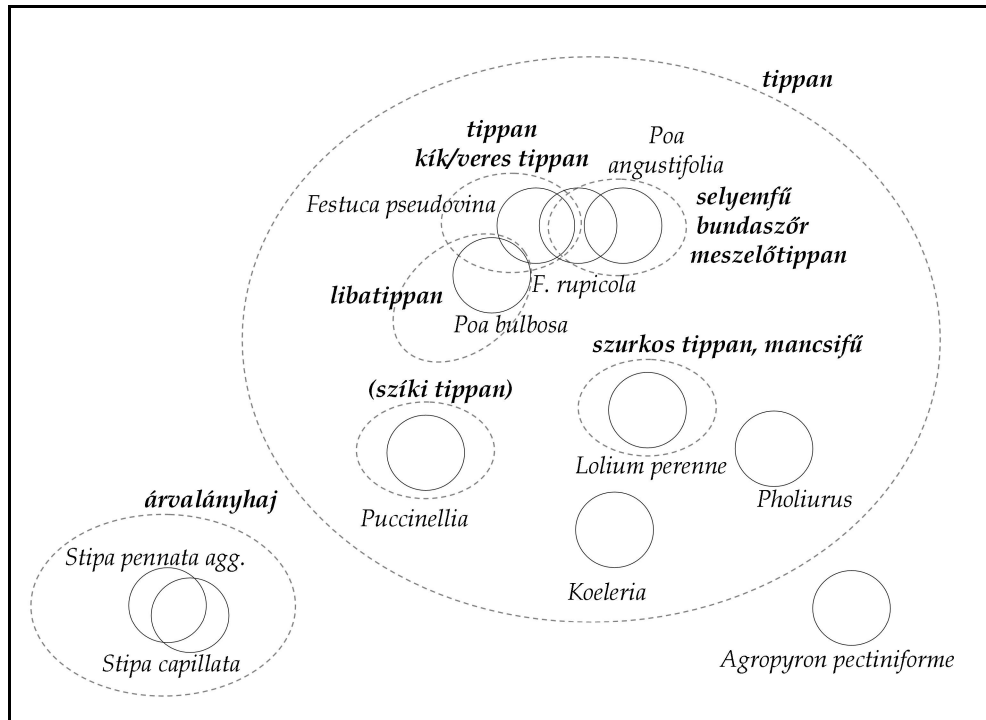 tippan
tippan
kík/veres tippan
Poa
angustifolia
Festuca pseudovina
selyemfű
bundaszőr
meszelőtippan
F. rupicola
libatippan
Poa bulbosa
szurkos tippan, mancsifű
(szíki tippan)
Lolium perenne
Pholiurus
árvalányhaj
Puccinellia
Stipa pennata agg.
Koeleria
Stipa capillata
Agropyron pectiniforme